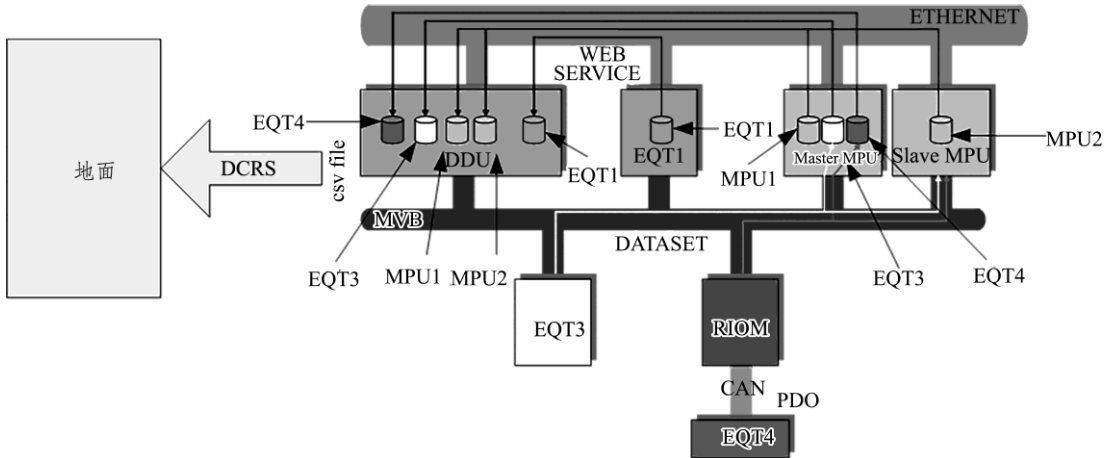 ETHERNET
WEB
SERVICE
EQT4
EQT1
MPU2
DDU
EQT1
Master MPU
Slave MPU
地面
DCRS
csv file
EQT1
MPU1
MVB
DATASET
EQT3
MPU1
MPU2
EQT3
EQT4
EQT3
RIOM
CAN
PDO
EQT4